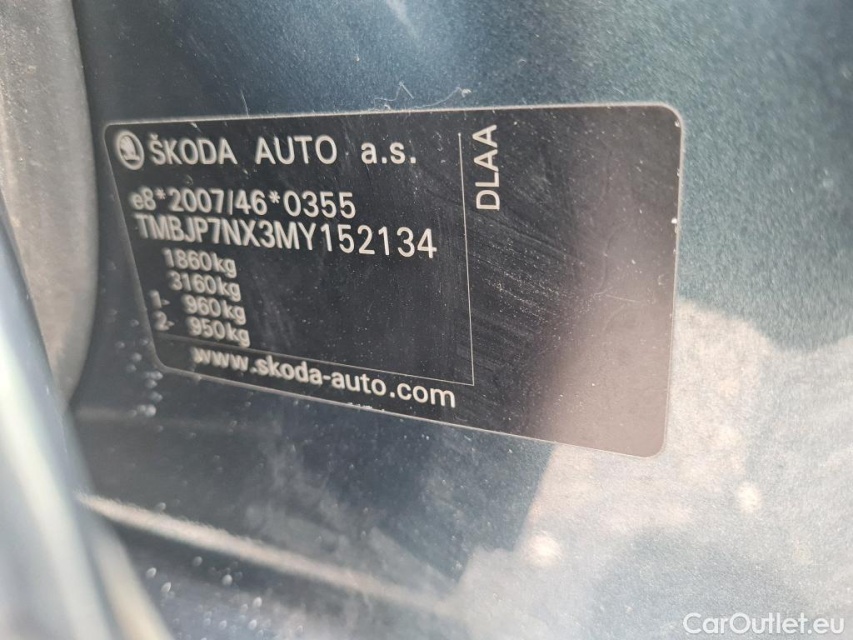 ŠKODA AUTO a.s.
e8*2007/46*0355
TMBJP7NX3MY152134
1860kg
3160kg
1- 960kg
2- 950kg
www.skoda-auto.com
DLAA
CarOutlet.eu